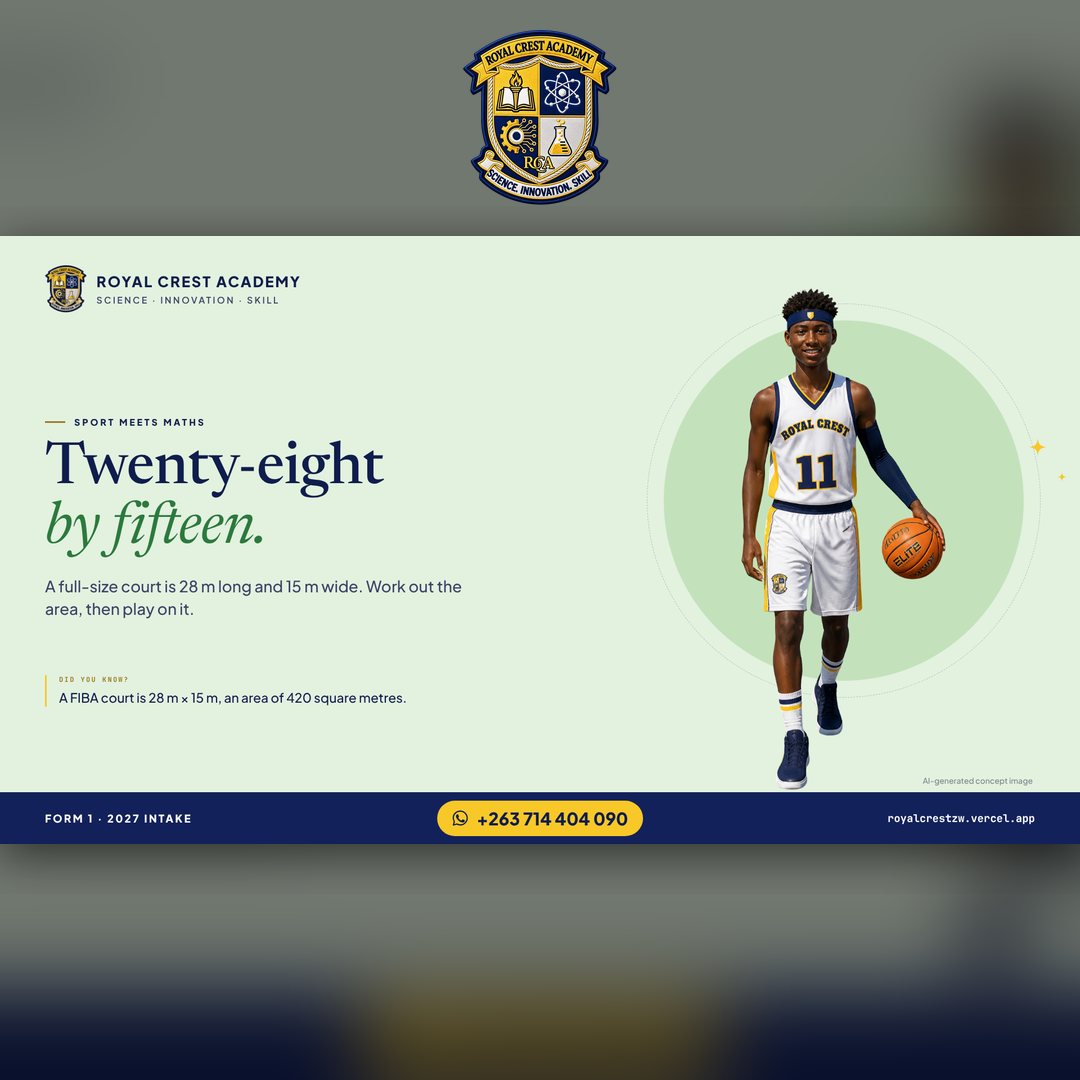 ROYAL CREST ACADEMY
RCA
SCIENCE. INNOVATION. SKILL
ROYAL CREST ACADEMY
SCIENCE · INNOVATION · SKILL
SPORT MEETS MATHS
Twenty-eight
by fifteen.
A full-size court is 28 m long and 15 m wide. Work out the
area, then play on it.
DID YOU KNOW?
A FIBA court is 28 m × 15 m, an area of 420 square metres.
ROYAL CREST
11
ELITE
AI-generated concept image
FORM 1 · 2027 INTAKE
+263 714 404 090
royalcrestzw.vercel.app